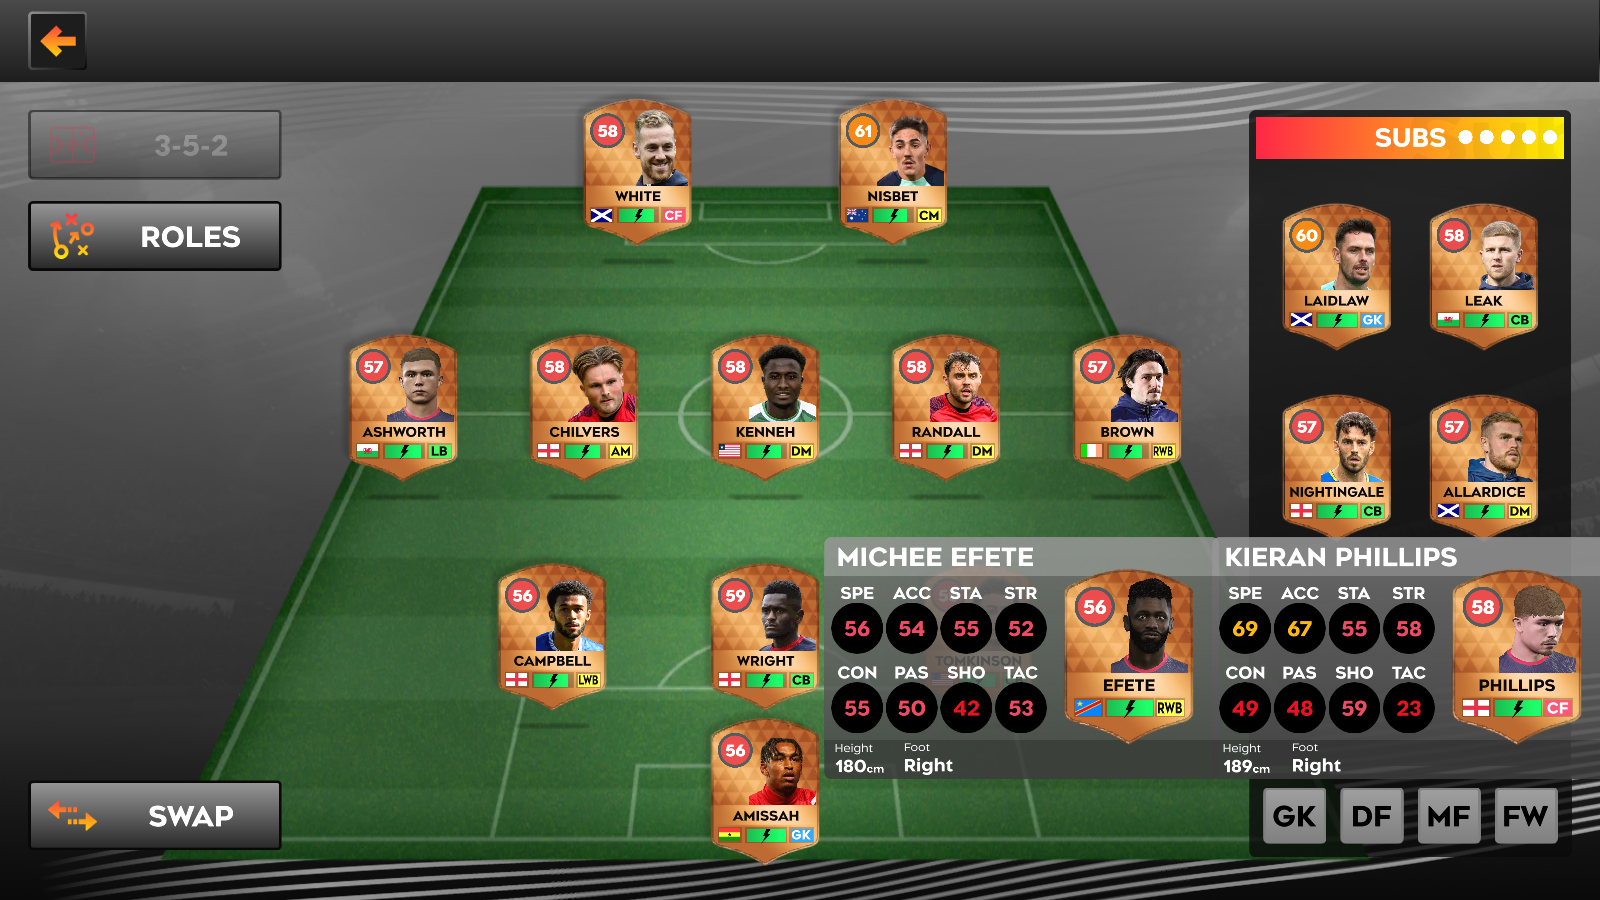 3-5-2
ROLES
58
WHITE
CF
61
NISBET
CM
SUBS
60
LAIDLAW
GK
58
LEAK
CB
57
NIGHTINGALE
CB
57
ALLARDICE
DM
57
ASHWORTH
LB
58
CHILVERS
AM
58
KENNEH
DM
58
RANDALL
DM
57
BROWN
RWB
56
CAMPBELL
LWB
59
WRIGHT
CB
TOMKINSON
56
AMISSAH
GK
MICHEE EFETE
SPE ACC STA STR
56 54 55 52
CON PAS SHO TAC
55 50 42 53
Height Foot
180cm Right
56
EFETE
RWB
KIERAN PHILLIPS
SPE ACC STA STR
69 67 55 58
CON PAS SHO TAC
49 48 59 23
Height Foot
189cm Right
58
PHILLIPS
CF
SWAP
GK DF MF FW